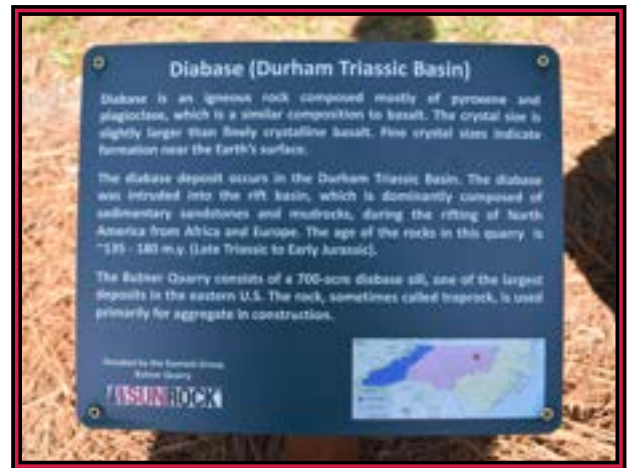 Diabase (Durham Triassic Basin)
Diabase is an igneous rock composed mostly of pyroxene and
plagioclase, which is a similar composition to basalt. The crystal size is
slightly larger than finely crystalline basalt. Fine crystal sizes indicate
formation near the Earth's surface.
The diabase deposit occurs in the Durham Triassic Basin. The diabase
was intruded into the rift basin, which is dominantly composed of
sedimentary sandstones and mudrocks, during the rifting of North
America from Africa and Europe. The age of the rocks in this quarry is
~135 - 180 m.y. (Late Triassic to Early Jurassic).
The Butner Quarry consists of a 700-acre diabase sill, one of the largest
deposits in the eastern U.S. The rock, sometimes called traprock, is used
primarily for aggregate in construction.
Donated by the Group
Butner Quarry
SUNROCK